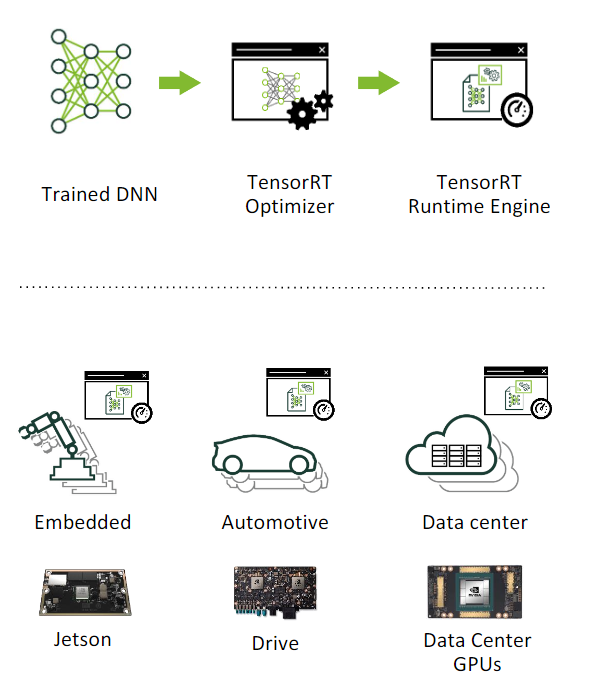 Trained DNN
TensorRT
Optimizer
TensorRT
Runtime Engine
Embedded
Automotive
Data center
Jetson
Drive
Data Center
GPUs